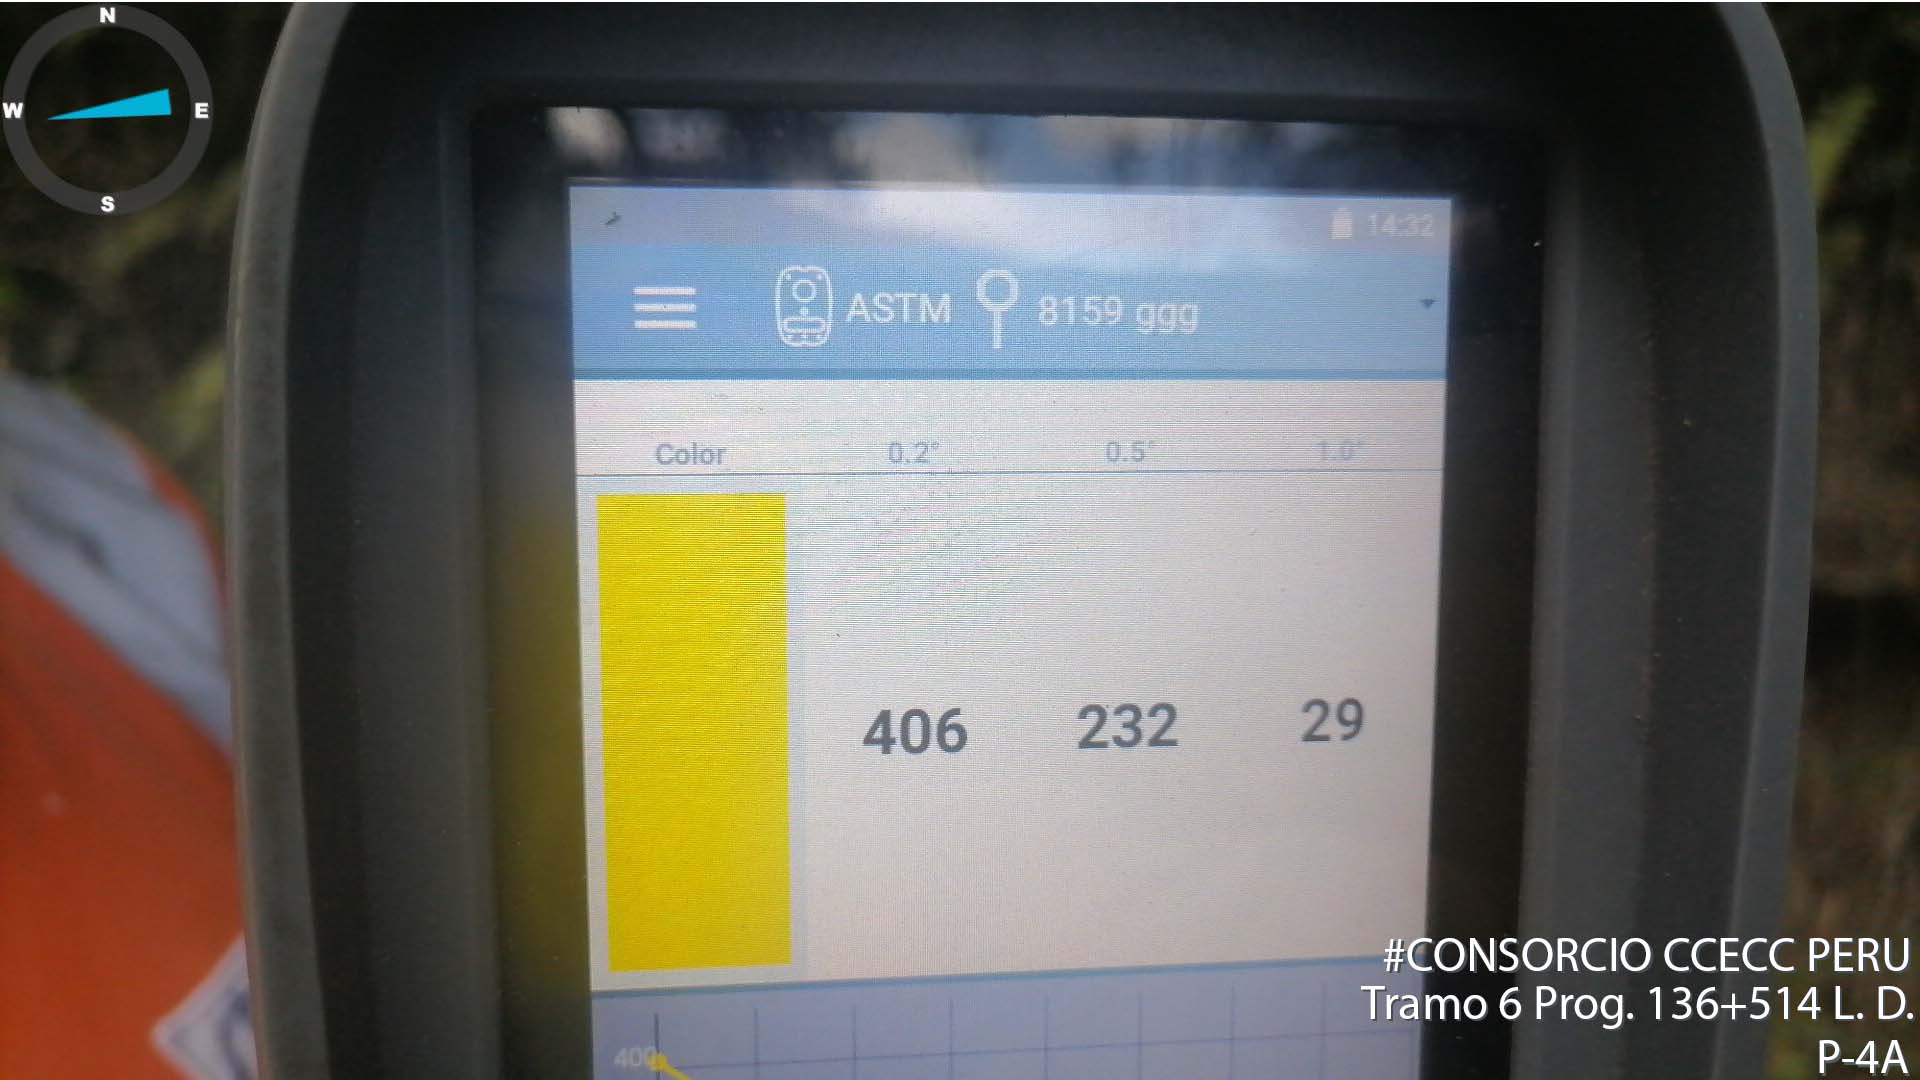 N
W E
S
14:32
ASTM 8159 ggg
Color 0.2° 0.5° 1.0°
406 232 29
400
#CONSORCIO CCECC PERU
Tramo 6 Prog. 136+514 L. D.
P-4A